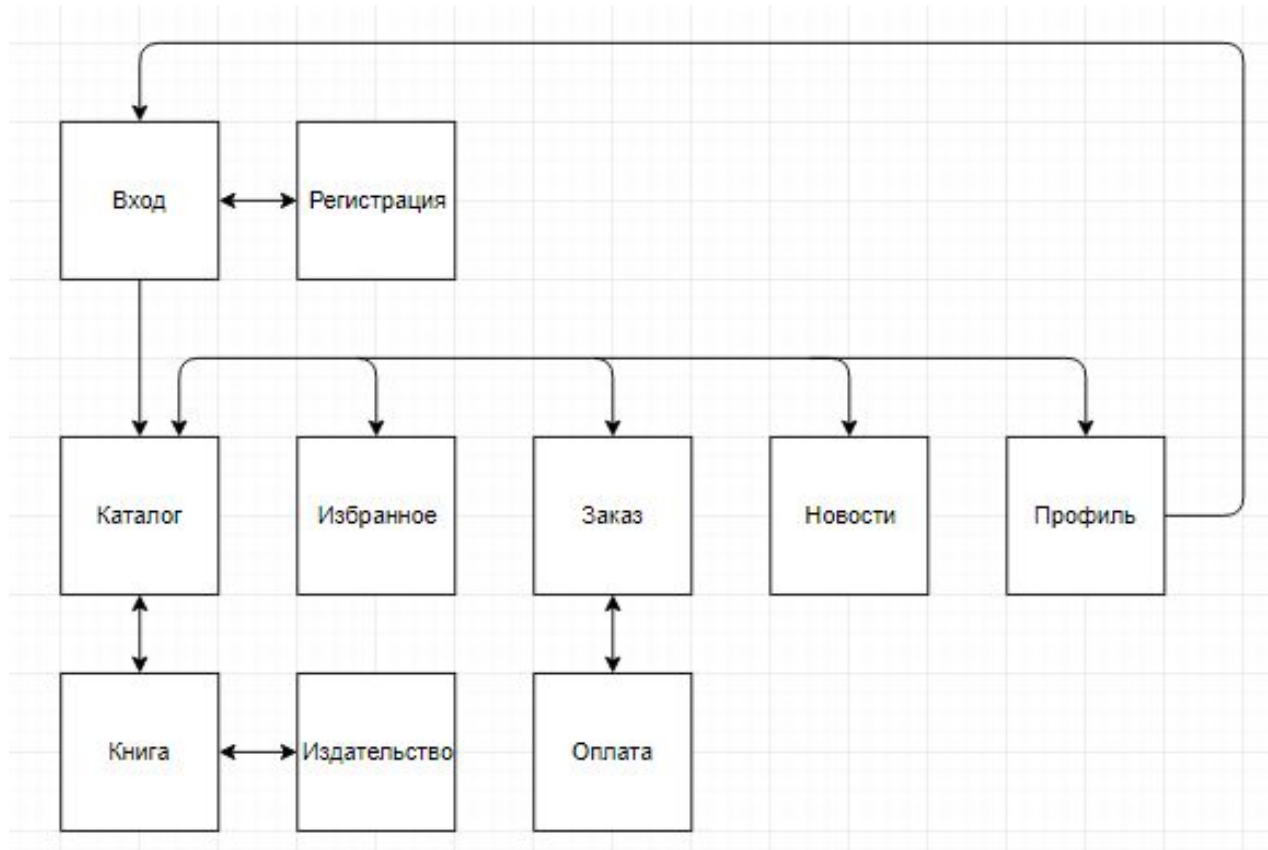 Вход
Регистрация
Каталог
Избранное
Заказ
Новости
Профиль
Книга
Издательство
Оплата